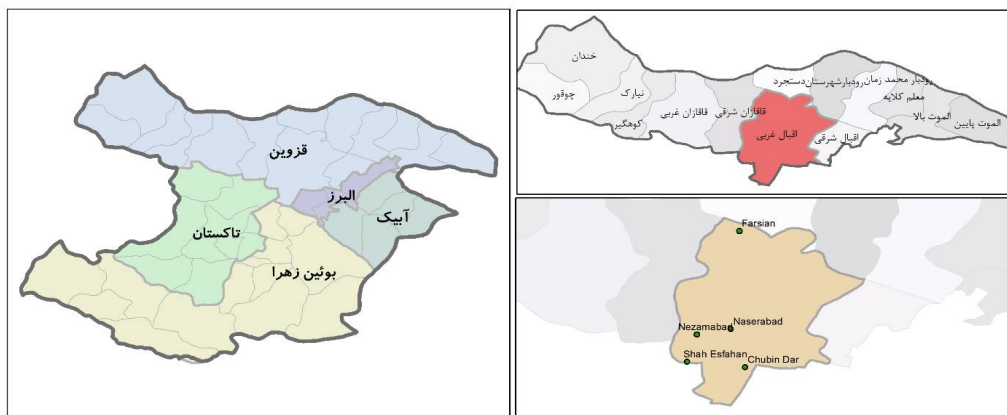 قزوین
البرز
آبیک
تاکستان
بوئین زهرا
خندان
چوقور
نیارک
کوهگیر
قاقازان غربی
قاقازان شرقی
دستجرد
رودبار شهرستان
رودبار محمد زمان
معلم کلایه
الموت بالا
الموت پایین
اقبال غربی
اقبال شرقی
Farsian
Naserabad
Nezamabad
Shah Esfahan
Chubin Dar